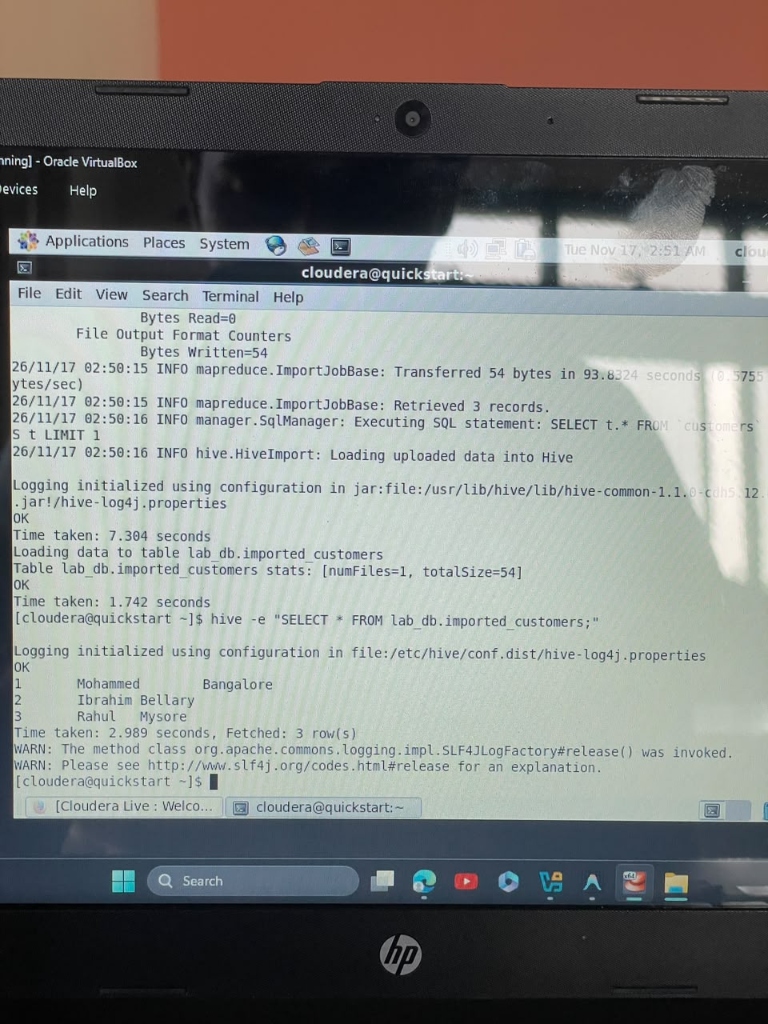 nning] - Oracle VirtualBox
Devices Help
Applications Places System Tue Nov 17, 2:51 AM clou
cloudera@quickstart:~
File Edit View Search Terminal Help
Bytes Read=0
File Output Format Counters
Bytes Written=54
26/11/17 02:50:15 INFO mapreduce.ImportJobBase: Transferred 54 bytes in 93.8324 seconds (0.5755
ytes/sec)
26/11/17 02:50:15 INFO mapreduce.ImportJobBase: Retrieved 3 records.
26/11/17 02:50:16 INFO manager.SqlManager: Executing SQL statement: SELECT t.* FROM `customers`
S t LIMIT 1
26/11/17 02:50:16 INFO hive.HiveImport: Loading uploaded data into Hive
Logging initialized using configuration in jar:file:/usr/lib/hive/lib/hive-common-1.1.0-cdh5.12.
.jar!/hive-log4j.properties
OK
Time taken: 7.304 seconds
Loading data to table lab_db.imported_customers
Table lab_db.imported_customers stats: [numFiles=1, totalSize=54]
OK
Time taken: 1.742 seconds
[cloudera@quickstart ~]$ hive -e "SELECT * FROM lab_db.imported_customers;"
Logging initialized using configuration in file:/etc/hive/conf.dist/hive-log4j.properties
OK
1 Mohammed Bangalore
2 Ibrahim Bellary
3 Rahul Mysore
Time taken: 2.989 seconds, Fetched: 3 row(s)
WARN: The method class org.apache.commons.logging.impl.SLF4JLogFactory#release() was invoked.
WARN: Please see http://www.slf4j.org/codes.html#release for an explanation.
[cloudera@quickstart ~]$
[Cloudera Live : Welco... cloudera@quickstart:~
Search
hp